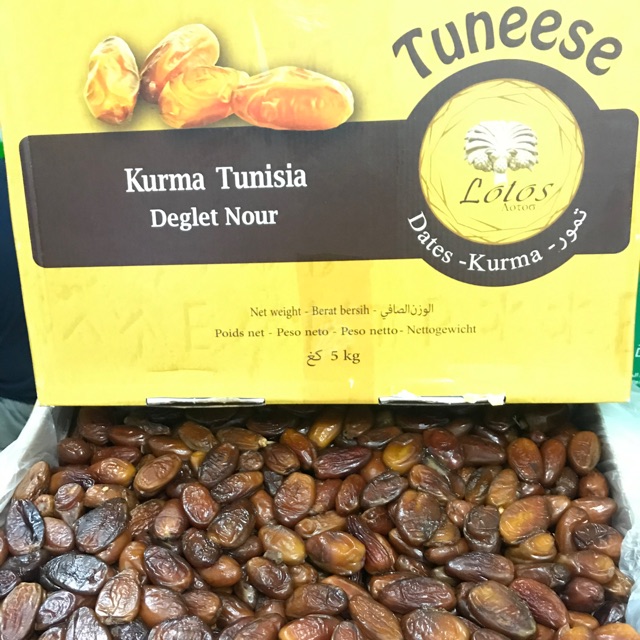 Tuneese
Kurma Tunisia
Deglet Nour
Lotos
Dates - Kurma - تمور
Net weight - Berat bersih - الوزن الصافي
Poids net - Peso neto - Peso netto - Nettogewicht
5 kg كغ